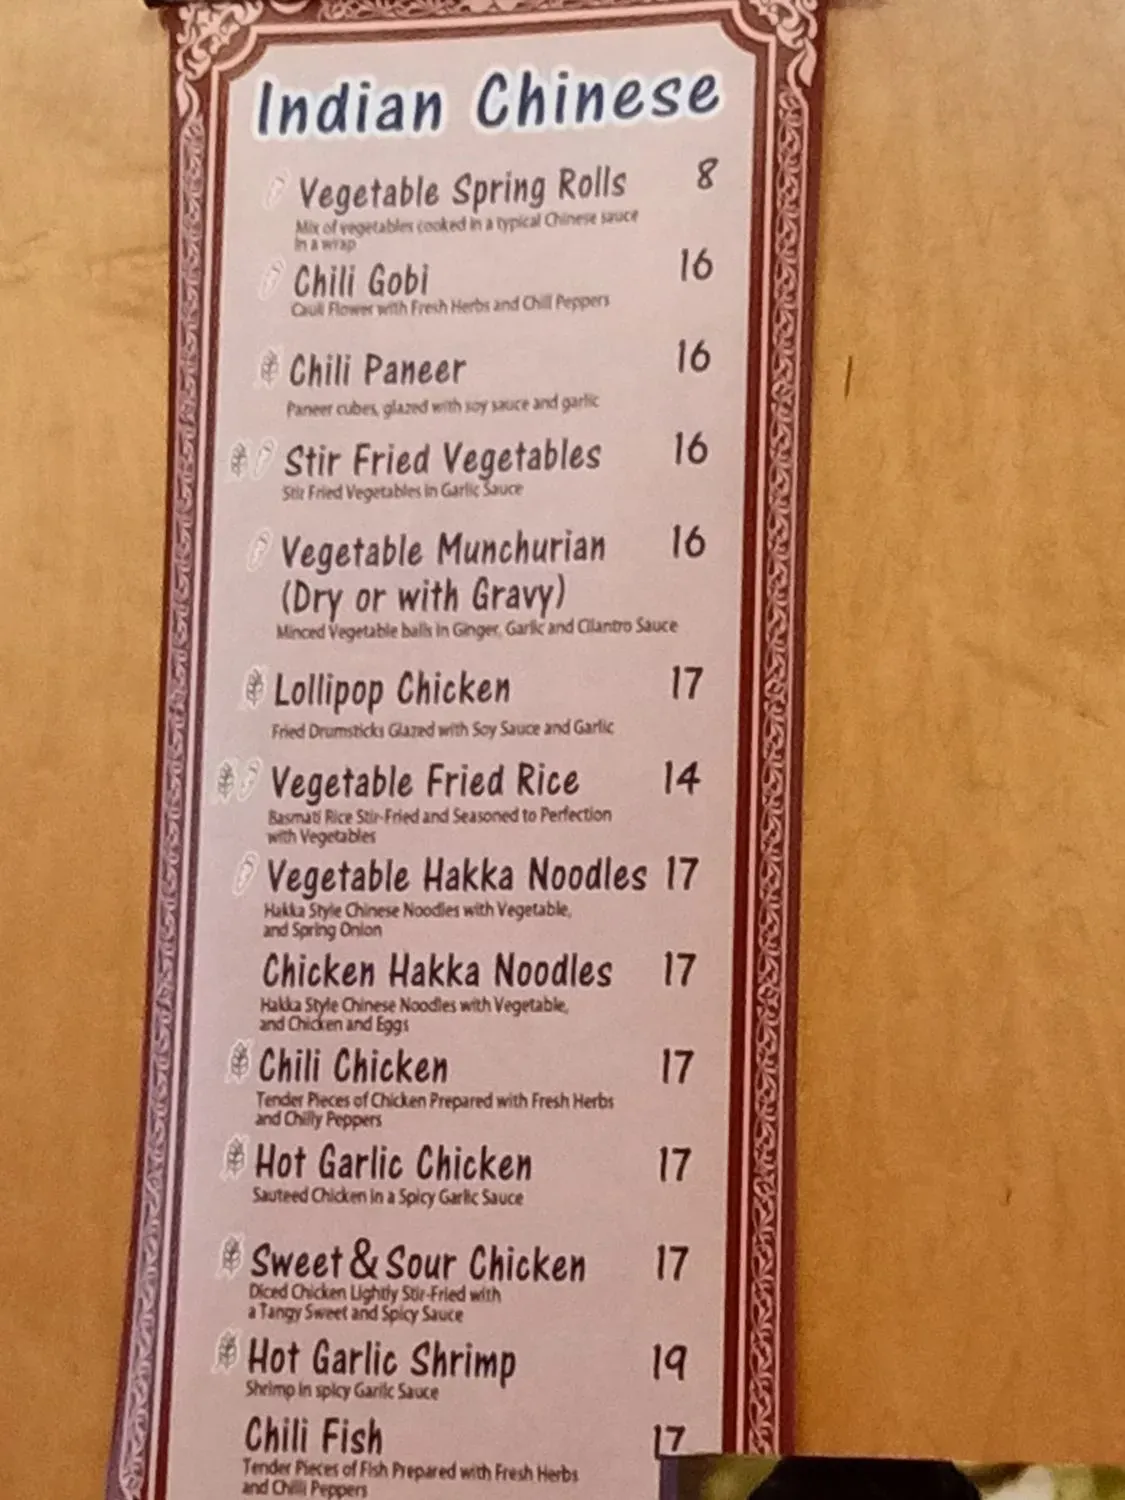 Indian Chinese
Vegetable Spring Rolls 8
Mix of vegetables cooked in a typical Chinese sauce
in a wrap
Chili Gobi 16
Cauli Flower with Fresh Herbs and Chili Peppers
Chili Paneer 16
Paneer cubes, glazed with soy sauce and garlic
Stir Fried Vegetables 16
Stir Fried Vegetables in Garlic Sauce
Vegetable Munchurian 16
(Dry or with Gravy)
Minced Vegetable balls in Ginger, Garlic and Cilantro Sauce
Lollipop Chicken 17
Fried Drumsticks Glazed with Soy Sauce and Garlic
Vegetable Fried Rice 14
Basmati Rice Stir-Fried and Seasoned to Perfection
with Vegetables
Vegetable Hakka Noodles 17
Hakka Style Chinese Noodles with Vegetable,
and Spring Onion
Chicken Hakka Noodles 17
Hakka Style Chinese Noodles with Vegetable,
and Chicken and Eggs
Chili Chicken 17
Tender Pieces of Chicken Prepared with Fresh Herbs
and Chilly Peppers
Hot Garlic Chicken 17
Sauteed Chicken in a Spicy Garlic Sauce
Sweet & Sour Chicken 17
Diced Chicken Lightly Stir-Fried with
a Tangy Sweet and Spicy Sauce
Hot Garlic Shrimp 19
Shrimp in spicy Garlic Sauce
Chili Fish 17
Tender Pieces of Fish Prepared with Fresh Herbs
and Chilli Peppers